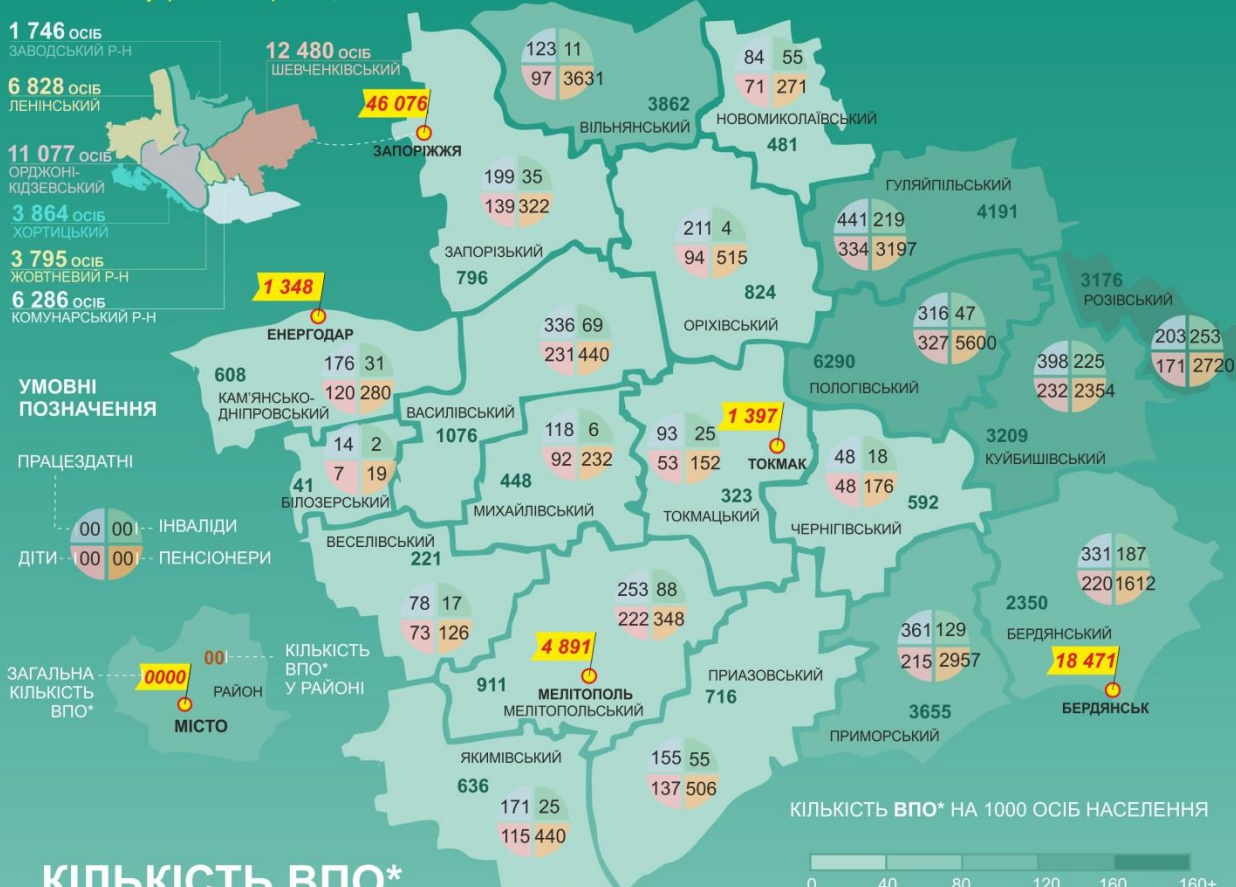 1 746 ОСІБ
ЗАВОДСЬКИЙ Р-Н
6 828 ОСІБ
ЛЕНІНСЬКИЙ
11 077 ОСІБ
ОРДЖОНІ-
КІДЗЕВСЬКИЙ
3 864 ОСІБ
ХОРТИЦЬКИЙ
3 795 ОСІБ
ЖОВТНЕВИЙ Р-Н
6 286 ОСІБ
КОМУНАРСЬКИЙ Р-Н
12 480 ОСІБ
ШЕВЧЕНКІВСЬКИЙ
46 076
ЗАПОРІЖЖЯ
123 11
97 3631
3862
ВІЛЬНЯНСЬКИЙ
84 55
71 271
НОВОМИКОЛАЇВСЬКИЙ
481
199 35
139 322
ЗАПОРІЗЬКИЙ
796
211 4
94 515
824
ОРІХІВСЬКИЙ
ГУЛЯЙПІЛЬСЬКИЙ
4191
441 219
334 3197
3176
РОЗІВСЬКИЙ
203 253
171 2720
316 47
327 5600
6290
ПОЛОГІВСЬКИЙ
398 225
232 2354
3209
КУЙБИШІВСЬКИЙ
1 348
ЕНЕРГОДАР
176 31
120 280
608
КАМ'ЯНСЬКО-
ДНІПРОВСЬКИЙ
336 69
231 440
ВАСИЛІВСЬКИЙ
1076
14 2
7 19
41
БІЛОЗЕРСЬКИЙ
118 6
92 232
448
МИХАЙЛІВСЬКИЙ
93 25
53 152
1 397
ТОКМАК
323
ТОКМАЦЬКИЙ
48 18
48 176
592
ЧЕРНІГІВСЬКИЙ
ВЕСЕЛІВСЬКИЙ
221
78 17
73 126
253 88
222 348
4 891
911
МЕЛІТОПОЛЬ
МЕЛІТОПОЛЬСЬКИЙ
ПРИАЗОВСЬКИЙ
716
155 55
137 506
361 129
215 2957
3655
ПРИМОРСЬКИЙ
331 187
220 1612
2350
БЕРДЯНСЬКИЙ
18 471
БЕРДЯНСЬК
ЯКИМІВСЬКИЙ
636
171 25
115 440
УМОВНІ
ПОЗНАЧЕННЯ
ПРАЦЕЗДАТНІ
00 00 ІНВАЛІДИ
ДІТИ 00 00 ПЕНСІОНЕРИ
ЗАГАЛЬНА
КІЛЬКІСТЬ
ВПО*
0000
МІСТО
00
РАЙОН
КІЛЬКІСТЬ
ВПО*
У РАЙОНІ
КІЛЬКІСТЬ ВПО* НА 1000 ОСІБ НАСЕЛЕННЯ
0 40 80 120 160 160+
КІЛЬКІСТЬ ВПО*